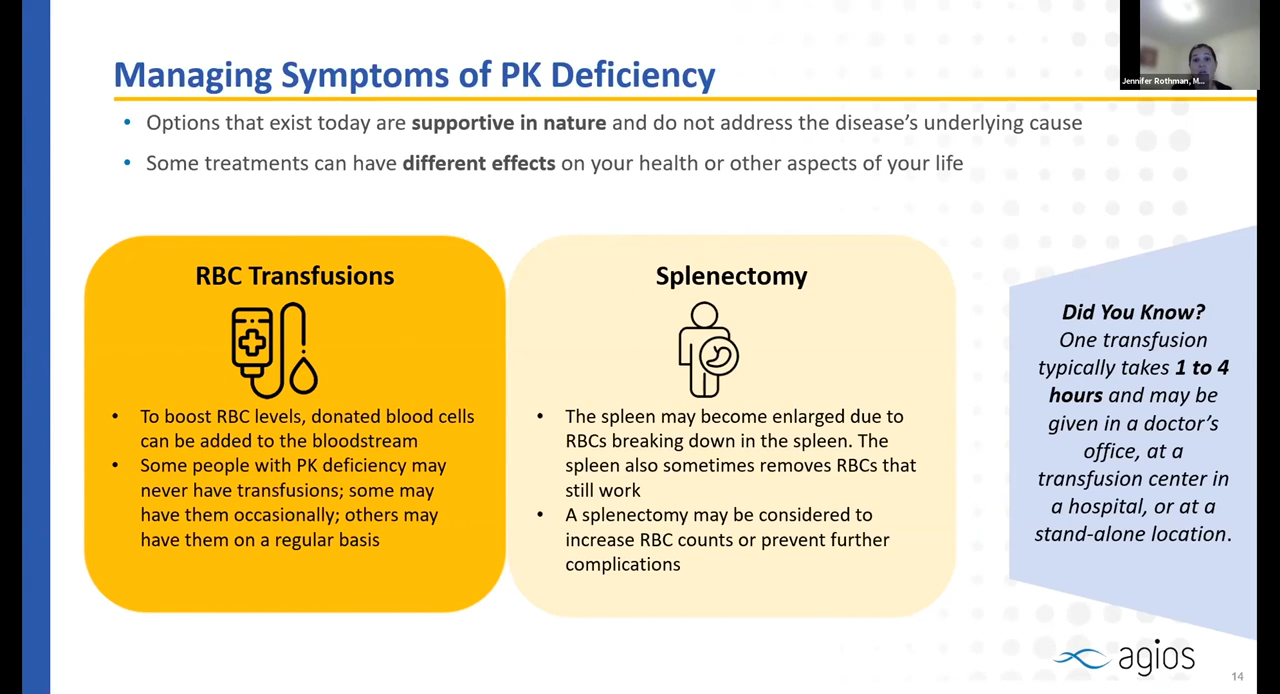 Jennifer Rothman, M...
Managing Symptoms of PK Deficiency
• Options that exist today are supportive in nature and do not address the disease's underlying cause
• Some treatments can have different effects on your health or other aspects of your life
RBC Transfusions
• To boost RBC levels, donated blood cells
can be added to the bloodstream
• Some people with PK deficiency may
never have transfusions; some may
have them occasionally; others may
have them on a regular basis
Splenectomy
• The spleen may become enlarged due to
RBCs breaking down in the spleen. The
spleen also sometimes removes RBCs that
still work
• A splenectomy may be considered to
increase RBC counts or prevent further
complications
Did You Know?
One transfusion
typically takes 1 to 4
hours and may be
given in a doctor's
office, at a
transfusion center in
a hospital, or at a
stand-alone location.
agios
14